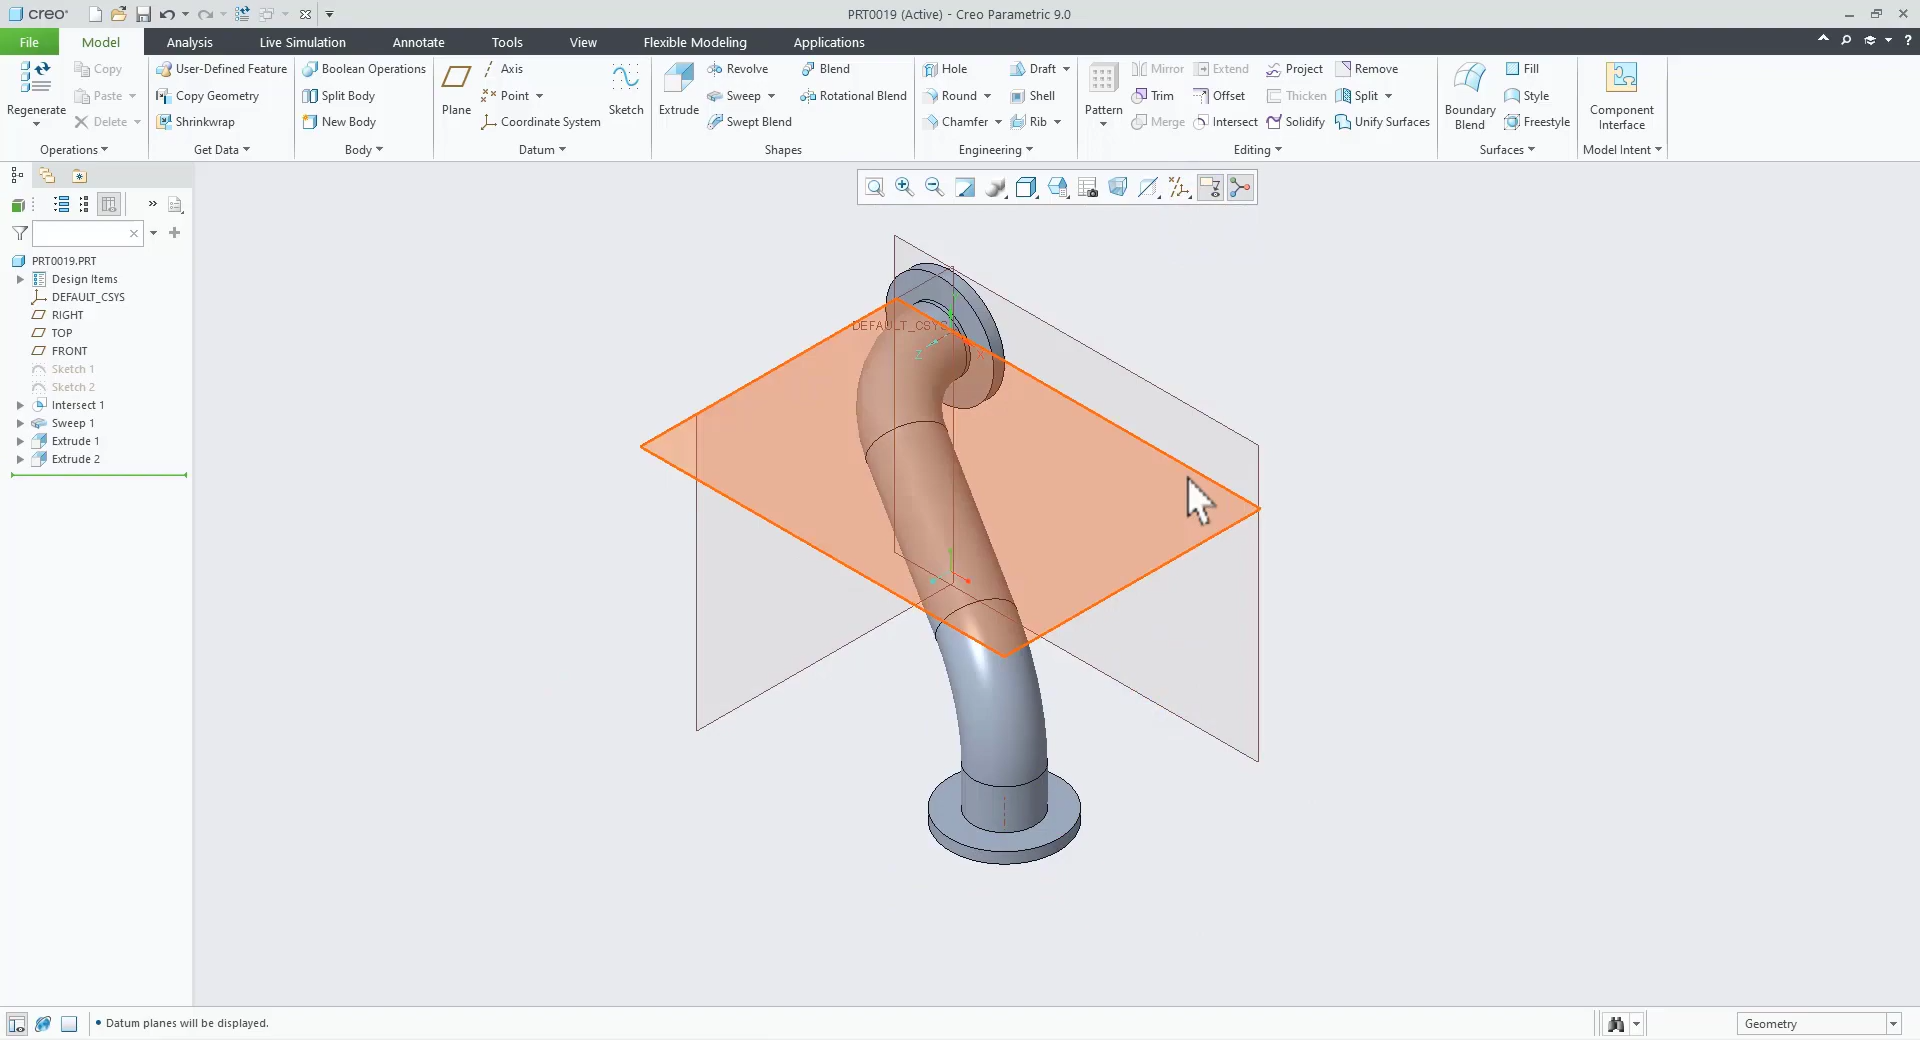 creo
PRT0019 (Active) - Creo Parametric 9.0
File Model Analysis Live Simulation Annotate Tools View Flexible Modeling Applications
Regenerate
Copy
Paste
Delete
Operations
User-Defined Feature
Copy Geometry
Shrinkwrap
Get Data
Boolean Operations
Split Body
New Body
Body
Plane
Axis
Point
Coordinate System
Sketch
Datum
Extrude
Revolve
Sweep
Swept Blend
Blend
Rotational Blend
Shapes
Hole
Round
Chamfer
Draft
Shell
Rib
Engineering
Pattern
Mirror
Trim
Merge
Extend
Offset
Intersect
Project
Thicken
Solidify
Remove
Split
Unify Surfaces
Editing
Boundary
Blend
Fill
Style
Freestyle
Surfaces
Component
Interface
Model Intent
PRT0019.PRT
Design Items
DEFAULT_CSYS
RIGHT
TOP
FRONT
Sketch 1
Sketch 2
Intersect 1
Sweep 1
Extrude 1
Extrude 2
DEFAULT_CSYS
Z
X
Datum planes will be displayed.
Geometry